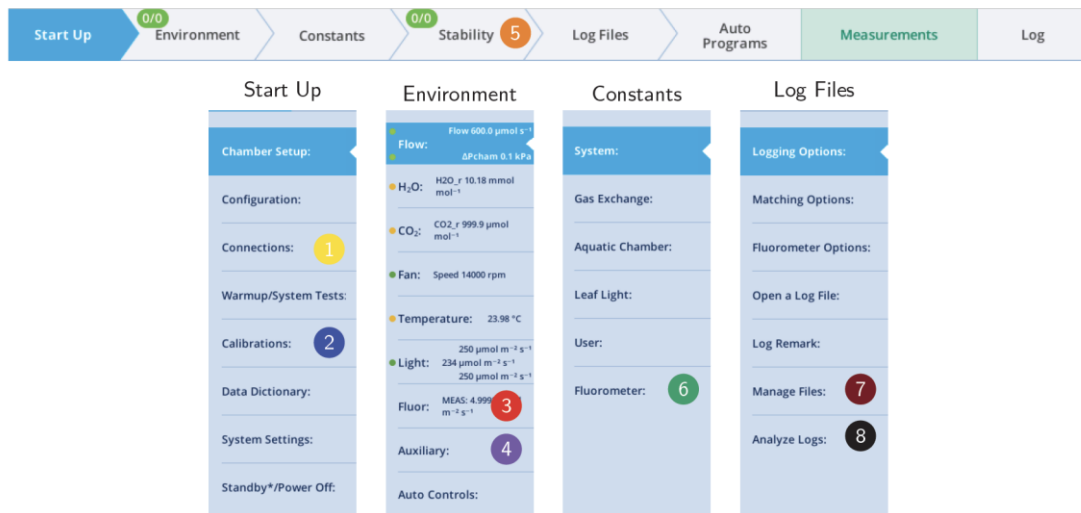 0/0 0/0
Start Up Environment Constants Stability 5 Log Files Auto Programs Measurements Log
Start Up
Chamber Setup:
Configuration:
Connections: 1
Warmup/System Tests:
Calibrations: 2
Data Dictionary:
System Settings:
Standby*/Power Off:
Environment
Flow 600.0 µmol s⁻¹
Flow:
ΔPcham 0.1 kPa
H₂O: H2O_r 10.18 mmol
mol⁻¹
CO₂: CO2_r 999.9 µmol
mol⁻¹
Fan: Speed 14000 rpm
Temperature: 23.98 °C
250 µmol m⁻² s⁻¹
Light: 234 µmol m⁻² s⁻¹
250 µmol m⁻² s⁻¹
Fluor: MEAS: 4.999 3
m⁻² s⁻¹
Auxiliary: 4
Auto Controls:
Constants
System:
Gas Exchange:
Aquatic Chamber:
Leaf Light:
User:
Fluorometer: 6
Log Files
Logging Options:
Matching Options:
Fluorometer Options:
Open a Log File:
Log Remark:
Manage Files: 7
Analyze Logs: 8